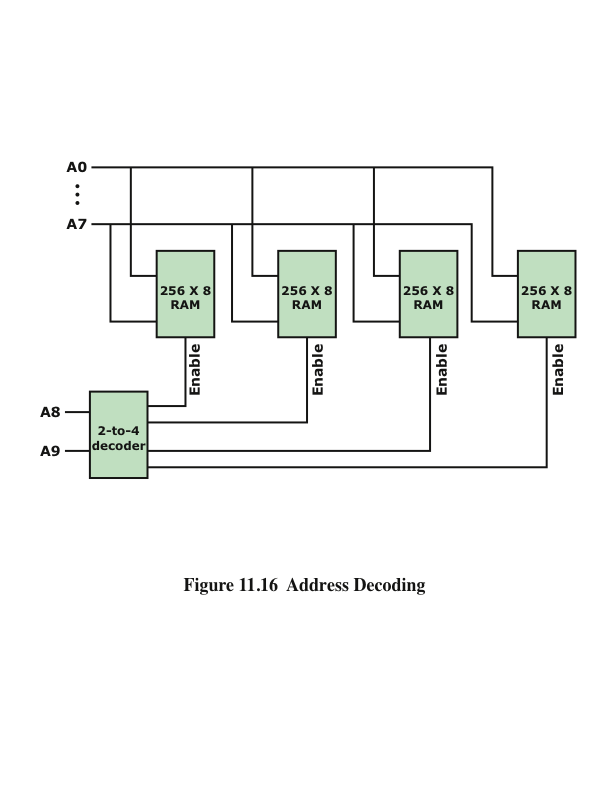 A0
A7
256 X 8
RAM
256 X 8
RAM
256 X 8
RAM
256 X 8
RAM
Enable
Enable
Enable
Enable
A8
2-to-4
decoder
A9
Figure 11.16 Address Decoding